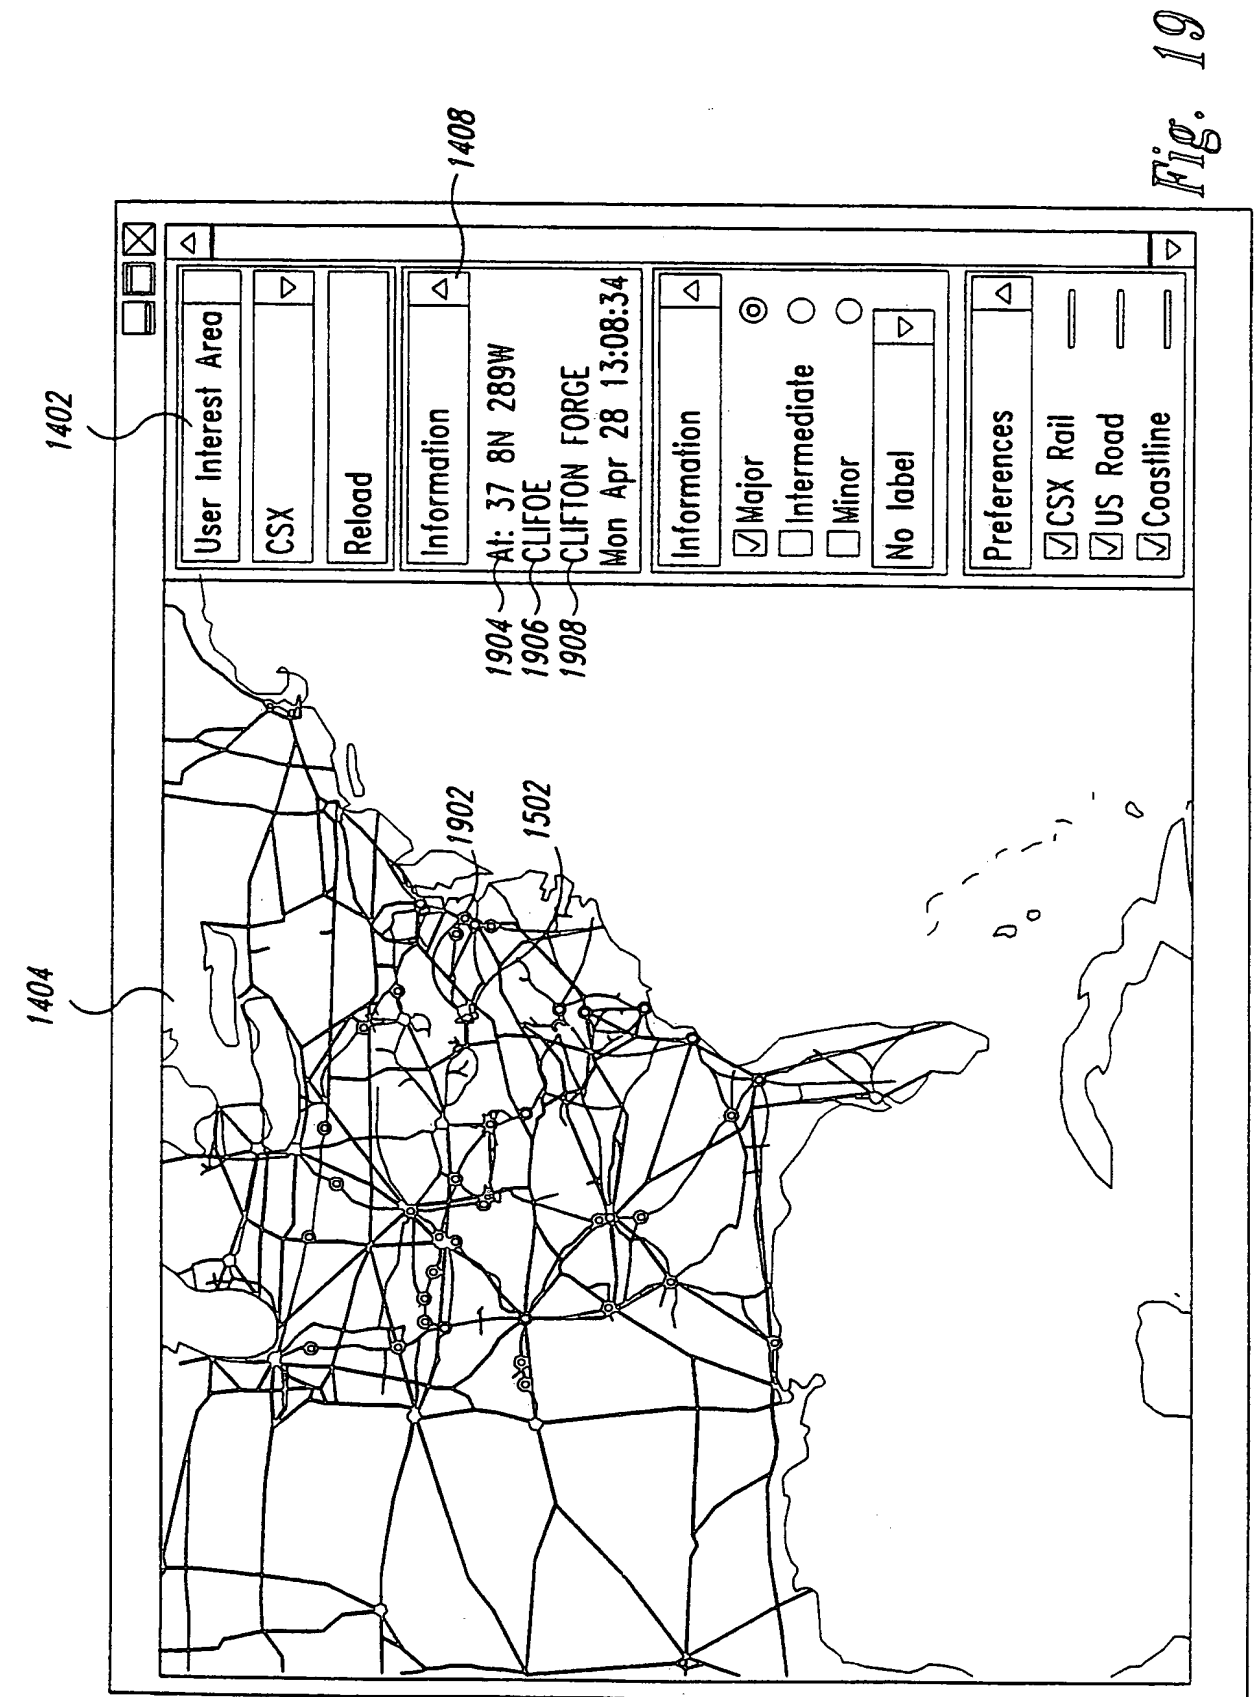 1404
1402
User Interest Area
CSX
Reload
Information
1408
1904
At: 37 8N 289W
1906
CLIFOE
1908
CLIFTON FORGE
Mon Apr 28 13:08:34
Information
Major
Intermediate
Minor
No label
Preferences
CSX Rail
US Road
Coastline
1902
1502
Fig. 19